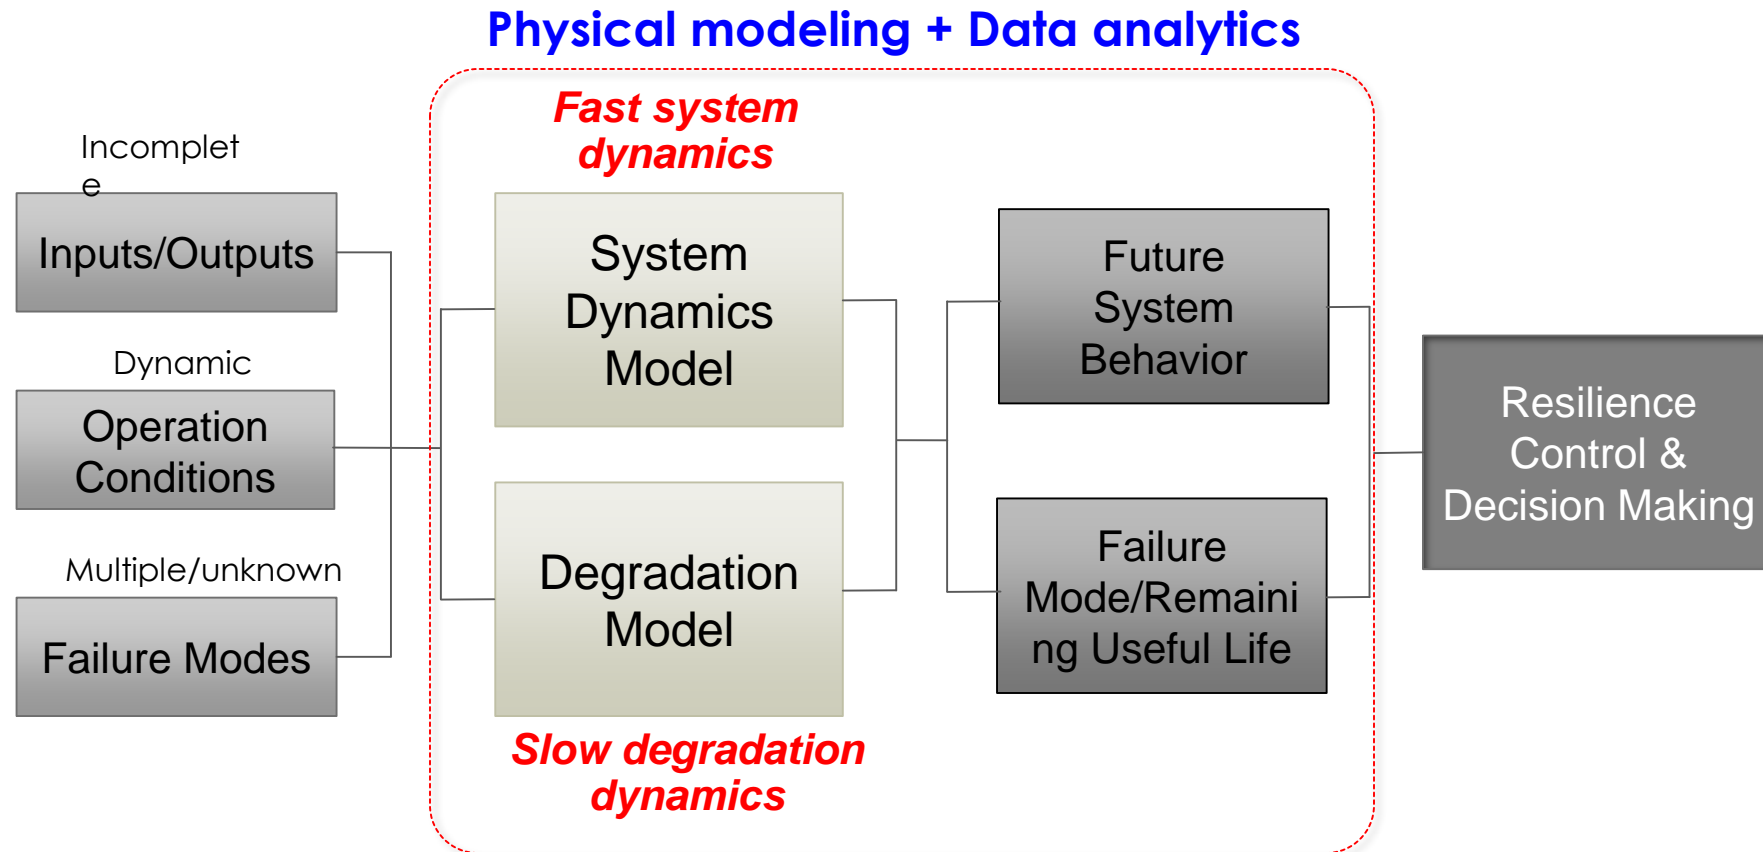 Physical modeling + Data analytics
Incomplet
e
Inputs/Outputs
Dynamic
Operation
Conditions
Multiple/unknown
Failure Modes
Fast system
dynamics
System
Dynamics
Model
Degradation
Model
Slow degradation
dynamics
Future
System
Behavior
Failure
Mode/Remaini
ng Useful Life
Resilience
Control &
Decision Making